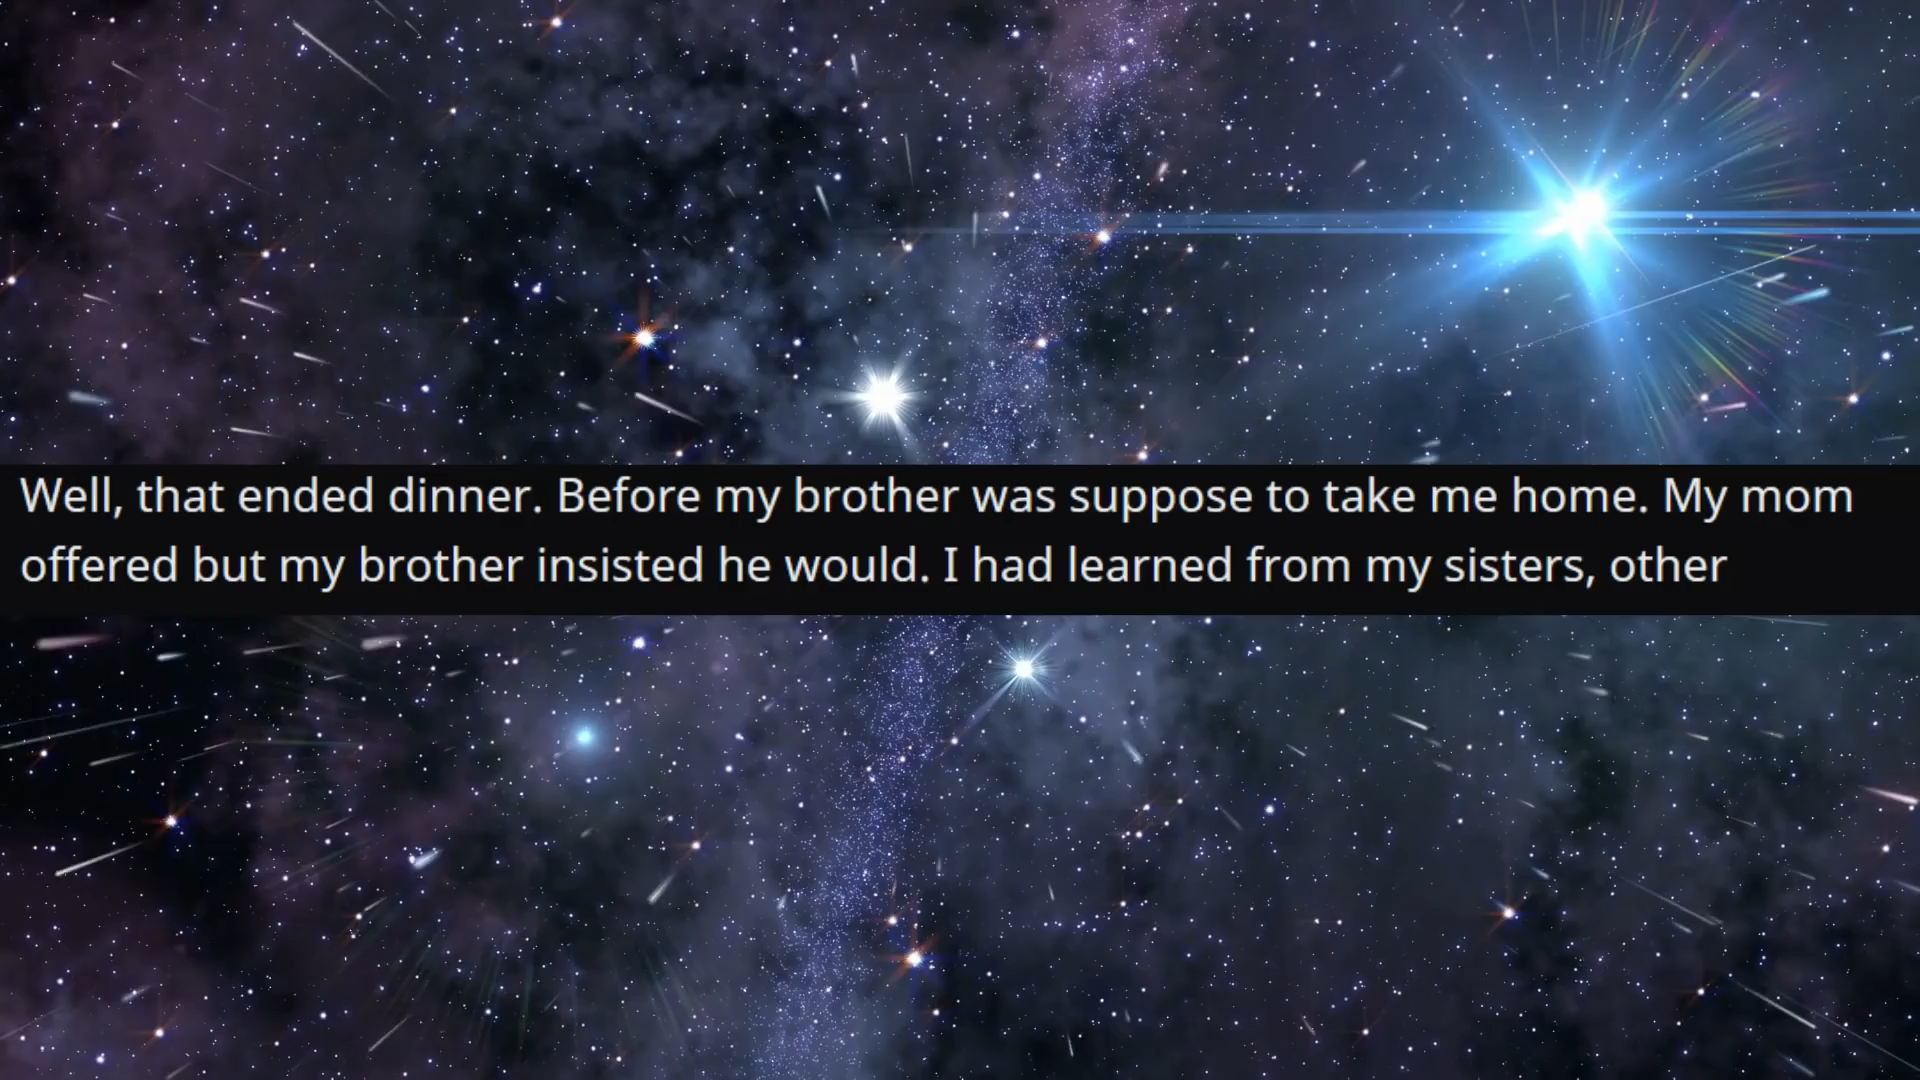 Well, that ended dinner. Before my brother was suppose to take me home. My mom
offered but my brother insisted he would. I had learned from my sisters, other